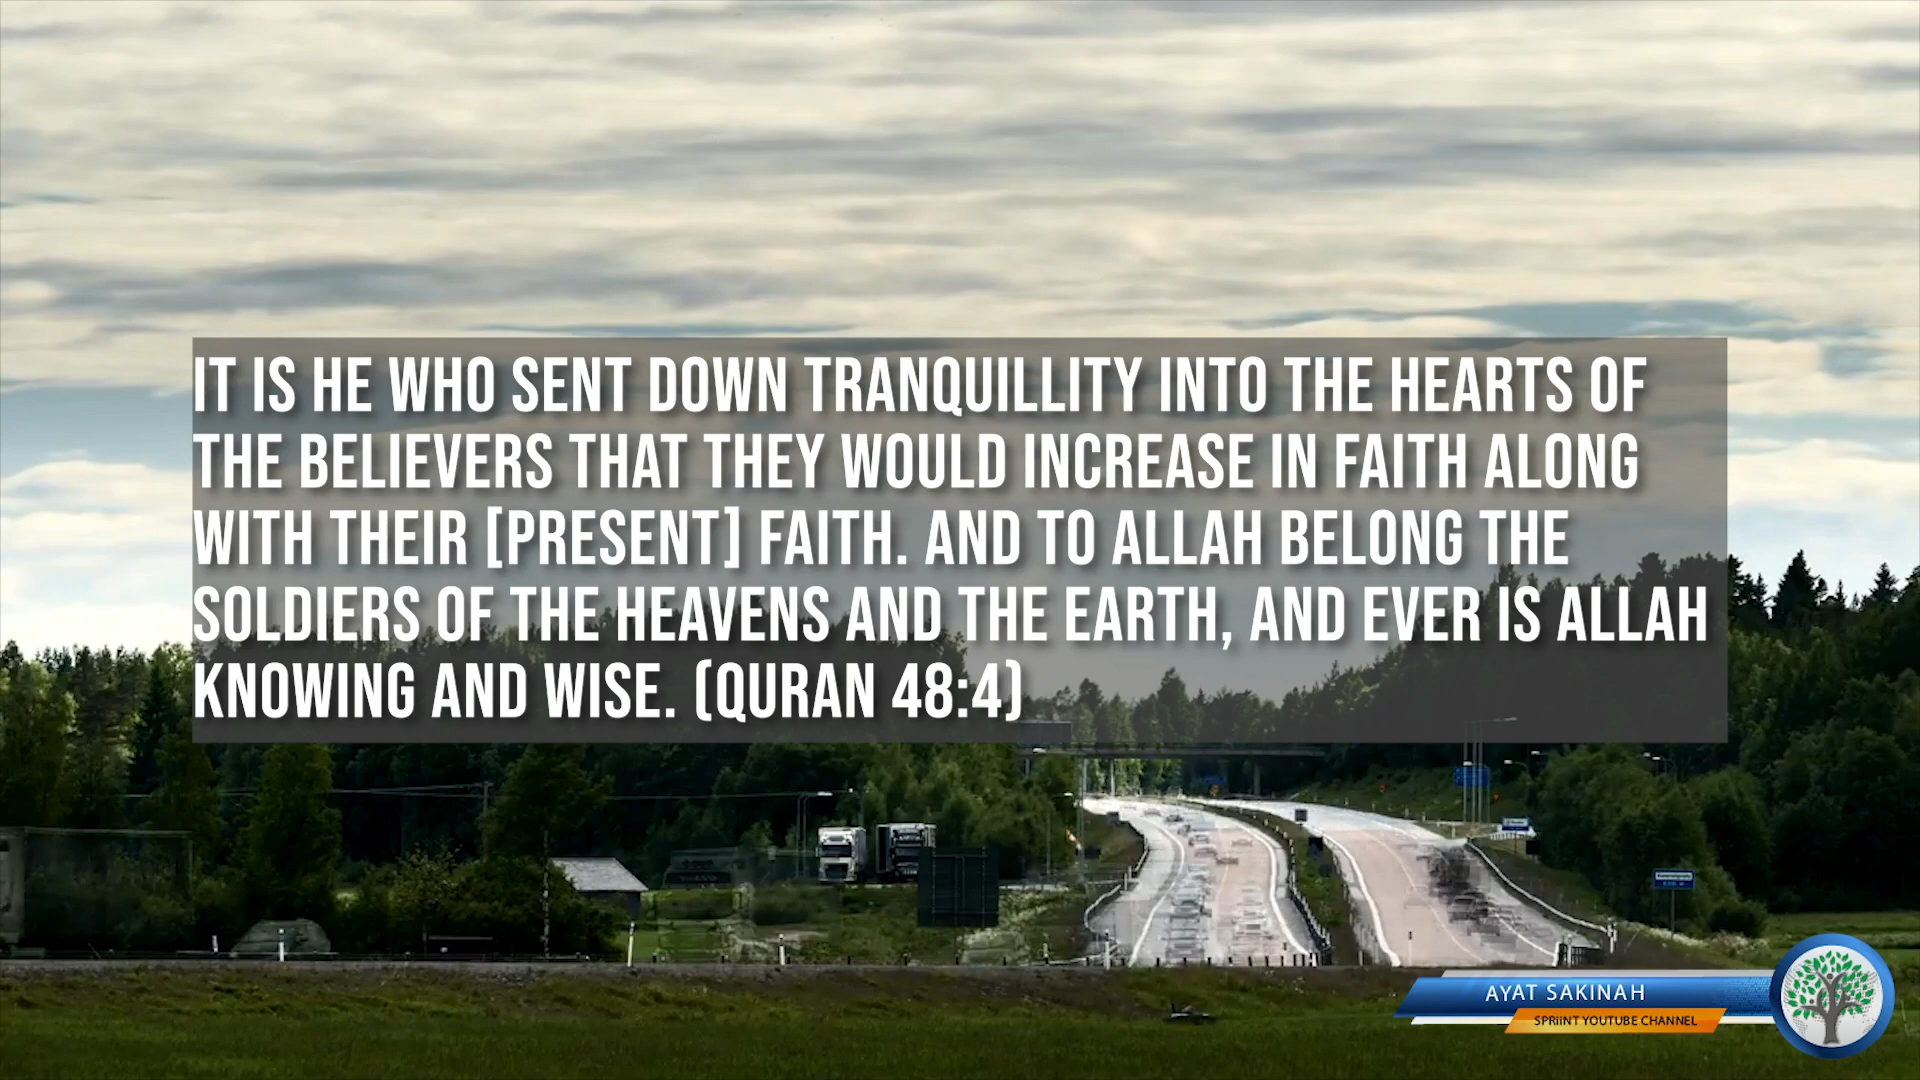 IT IS HE WHO SENT DOWN TRANQUILLITY INTO THE HEARTS OF
THE BELIEVERS THAT THEY WOULD INCREASE IN FAITH ALONG
WITH THEIR [PRESENT] FAITH. AND TO ALLAH BELONG THE
SOLDIERS OF THE HEAVENS AND THE EARTH, AND EVER IS ALLAH
KNOWING AND WISE. (QURAN 48:4)
AYAT SAKINAH
SPRiiNT YOUTUBE CHANNEL